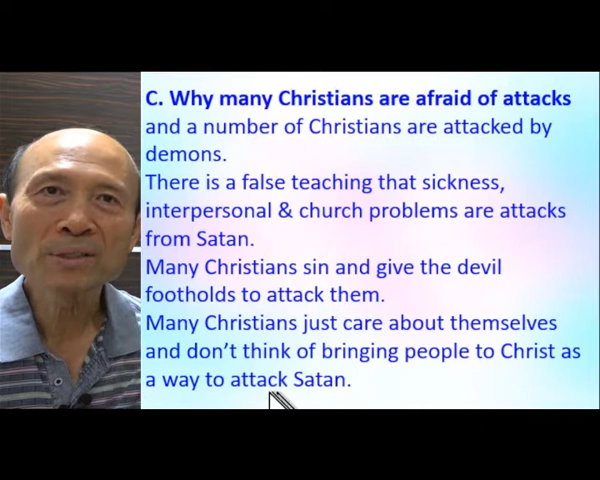 C. Why many Christians are afraid of attacks
and a number of Christians are attacked by
demons.
There is a false teaching that sickness,
interpersonal & church problems are attacks
from Satan.
Many Christians sin and give the devil
footholds to attack them.
Many Christians just care about themselves
and don't think of bringing people to Christ as
a way to attack Satan.